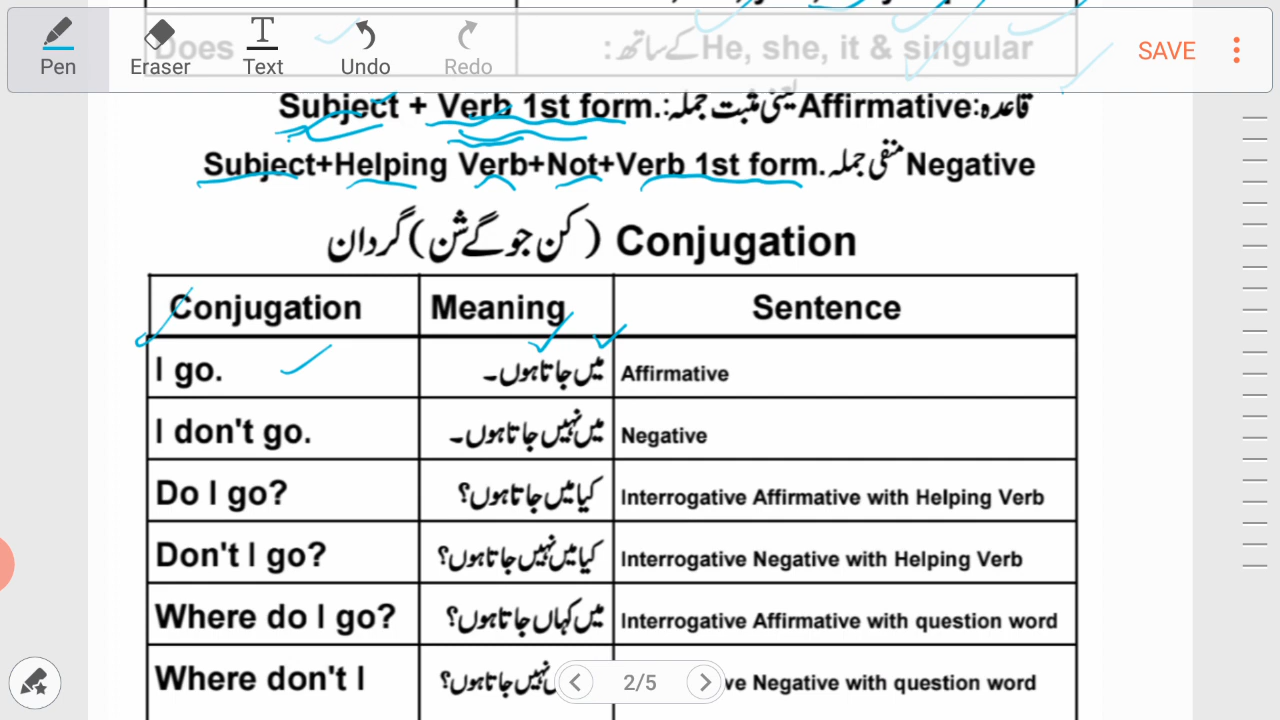 Pen
Eraser
Text
Undo
Redo
SAVE
Does
He, she, it & singular کے ساتھ:
قاعدہ: Affirmative یعنی مثبت جملہ: Subject + Verb 1st form.
Negative منفی جملہ Subject+Helping Verb+Not+Verb 1st form.
Conjugation (کن جوگے شن) گردان
Conjugation Meaning Sentence
I go. میں جاتا ہوں۔ Affirmative
I don't go. میں نہیں جاتا ہوں۔ Negative
Do I go? کیا میں جاتا ہوں؟ Interrogative Affirmative with Helping Verb
Don't I go? کیا میں نہیں جاتا ہوں؟ Interrogative Negative with Helping Verb
Where do I go? میں کہاں جاتا ہوں؟ Interrogative Affirmative with question word
Where don't I نہیں جاتا ہوں؟ ve Negative with question word
2/5